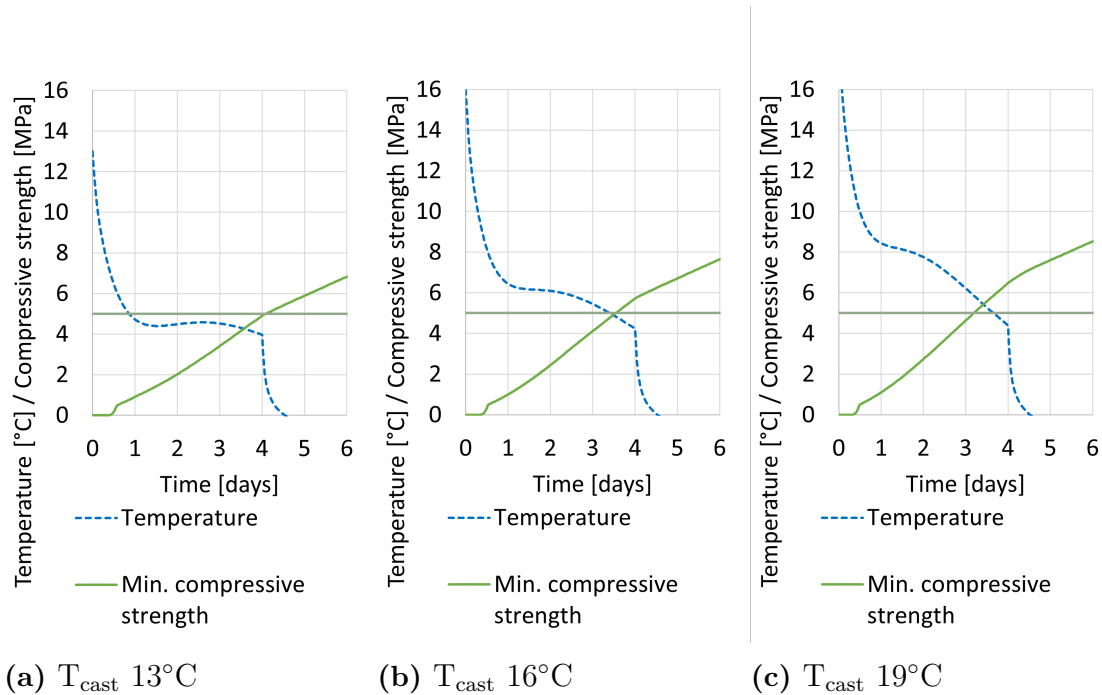 Temperature [°C] / Compressive strength [MPa]
16
14
12
10
8
6
4
2
0
0 1 2 3 4 5 6
Time [days]
Temperature
Min. compressive
strength
(a) Tcast 13°C
Temperature [°C] / Compressive strength [MPa]
16
14
12
10
8
6
4
2
0
0 1 2 3 4 5 6
Time [days]
Temperature
Min. compressive
strength
(b) Tcast 16°C
Temperature [°C] / Compressive strength [MPa]
16
14
12
10
8
6
4
2
0
0 1 2 3 4 5 6
Time [days]
Temperature
Min. compressive
strength
(c) Tcast 19°C